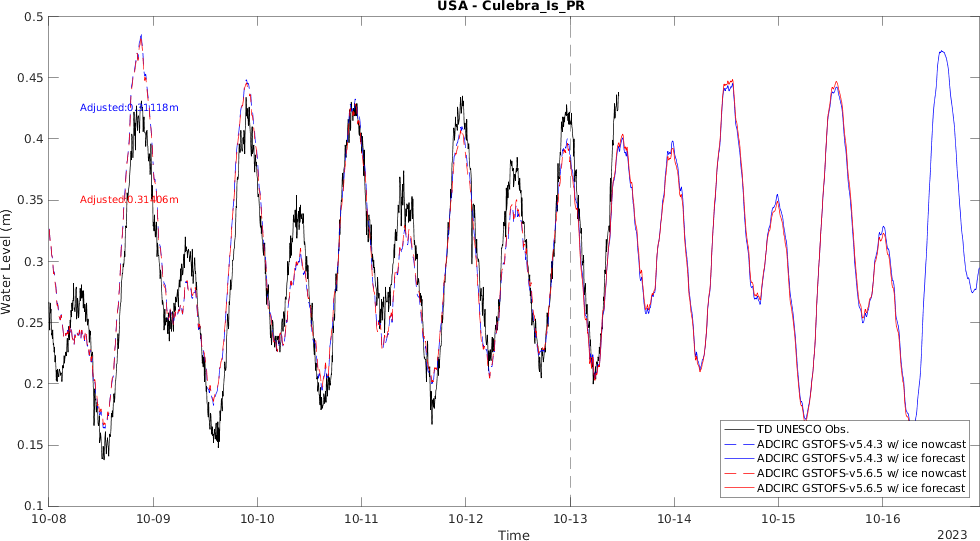 USA - Culebra_Is_PR
0.5
0.45
0.4
0.35
0.3
0.25
0.2
0.15
0.1
Water Level (m)
Adjusted:0.31118m
Adjusted:0.31406m
TD UNESCO Obs.
ADCIRC GSTOFS-v5.4.3 w/ ice nowcast
ADCIRC GSTOFS-v5.4.3 w/ ice forecast
ADCIRC GSTOFS-v5.6.5 w/ ice nowcast
ADCIRC GSTOFS-v5.6.5 w/ ice forecast
10-08 10-09 10-10 10-11 10-12 10-13 10-14 10-15 10-16
Time
2023